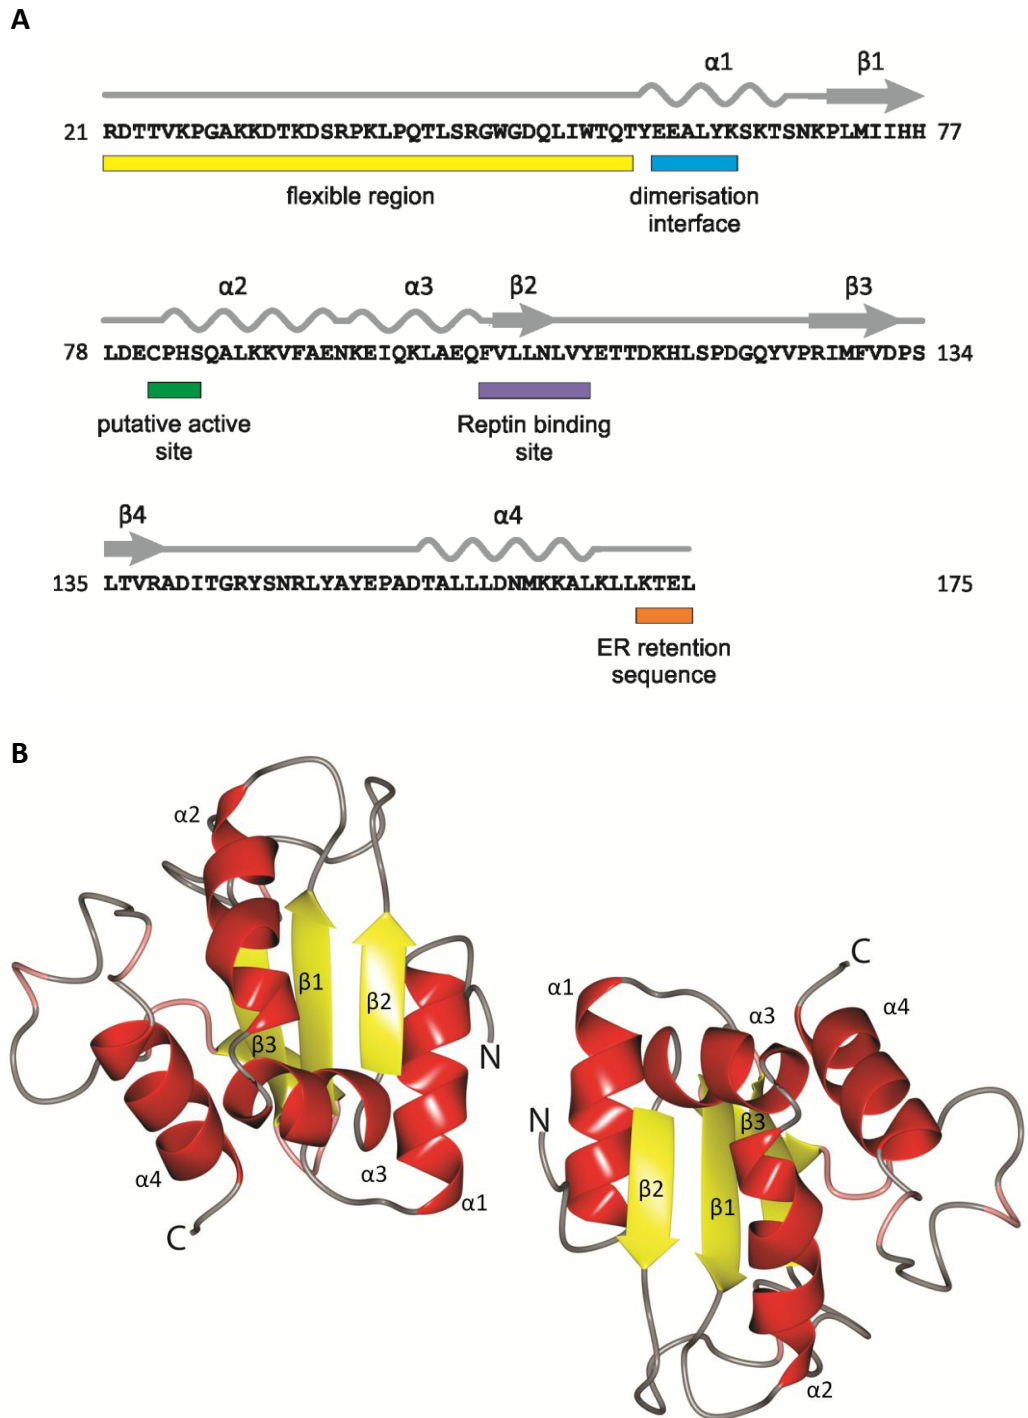 A
α1 β1
21 RDTTVKPGAKKDTKDSRPKLPQTLSRGWGDQLIWTQTYEEALYKSKTSNKPLMIIHH 77
flexible region
dimerisation
interface
α2 α3 β2 β3
78 LDECPHSQALKKVFAENKEIQKLAEQFVLLNLVYETTDKHLSPDGQYVPRIMFVDPS 134
putative active
site
Reptin binding
site
β4 α4
135 LTVRADITGRYSNRLYAYEPADTALLLDNMKKALKLLKTEL 175
ER retention
sequence
B
α2
β1
β2
β3
N
α4
α3
α1
C
C
α1
α3
α4
N
β3
β2
β1
α2